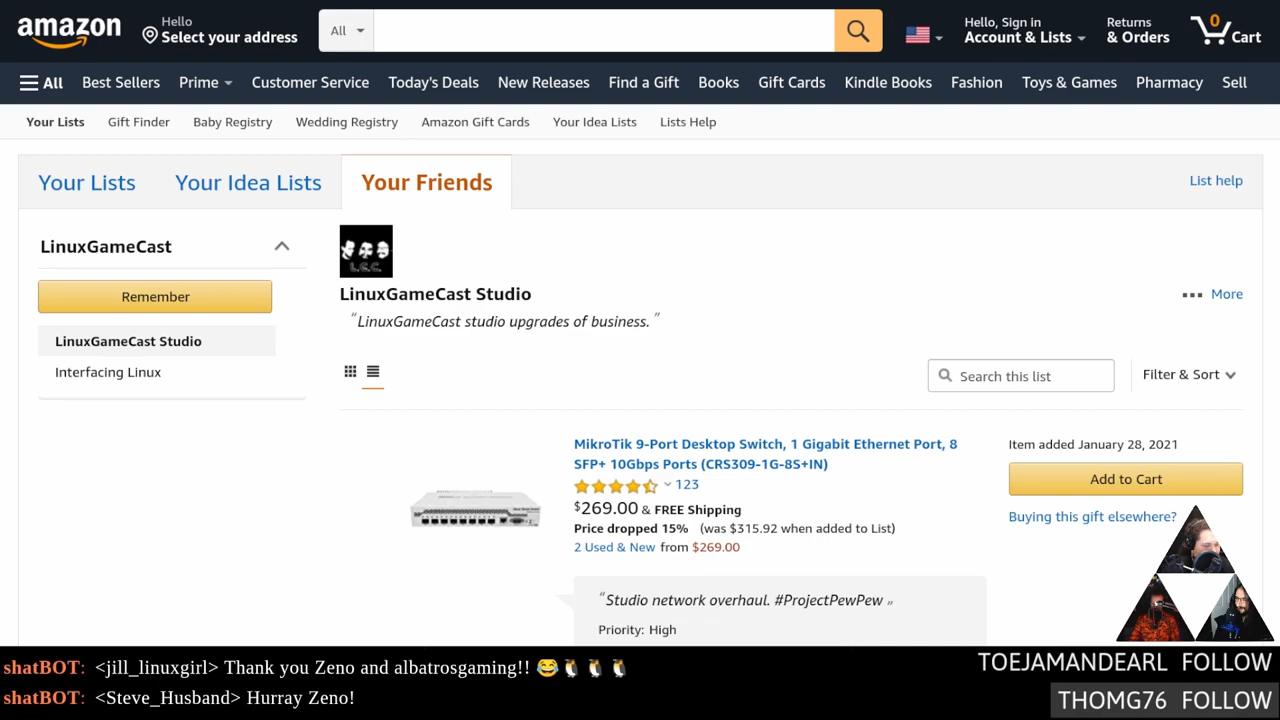 amazon
Hello
Select your address
All
0
Hello, Sign in
Account & Lists
Returns
& Orders
Cart
All
Best Sellers
Prime
Customer Service
Today's Deals
New Releases
Find a Gift
Books
Gift Cards
Kindle Books
Fashion
Toys & Games
Pharmacy
Sell
Your Lists
Gift Finder
Baby Registry
Wedding Registry
Amazon Gift Cards
Your Idea Lists
Lists Help
Your Lists
Your Idea Lists
Your Friends
List help
LinuxGameCast
Remember
LinuxGameCast Studio
Interfacing Linux
L.G.C.
LinuxGameCast Studio
More
“LinuxGameCast studio upgrades of business.”
Search this list
Filter & Sort
MikroTik 9-Port Desktop Switch, 1 Gigabit Ethernet Port, 8
SFP+ 10Gbps Ports (CRS309-1G-8S+IN)
123
$269.00 & FREE Shipping
Price dropped 15% (was $315.92 when added to List)
2 Used & New from $269.00
Item added January 28, 2021
Add to Cart
Buying this gift elsewhere?
“Studio network overhaul. #ProjectPewPew „
Priority: High
shatBOT: <jill_linuxgirl> Thank you Zeno and albatrosgaming!! 😂🐧🐧🐧
shatBOT: <Steve_Husband> Hurray Zeno!
TOEJAMANDEARL FOLLOW
THOMG76 FOLLOW